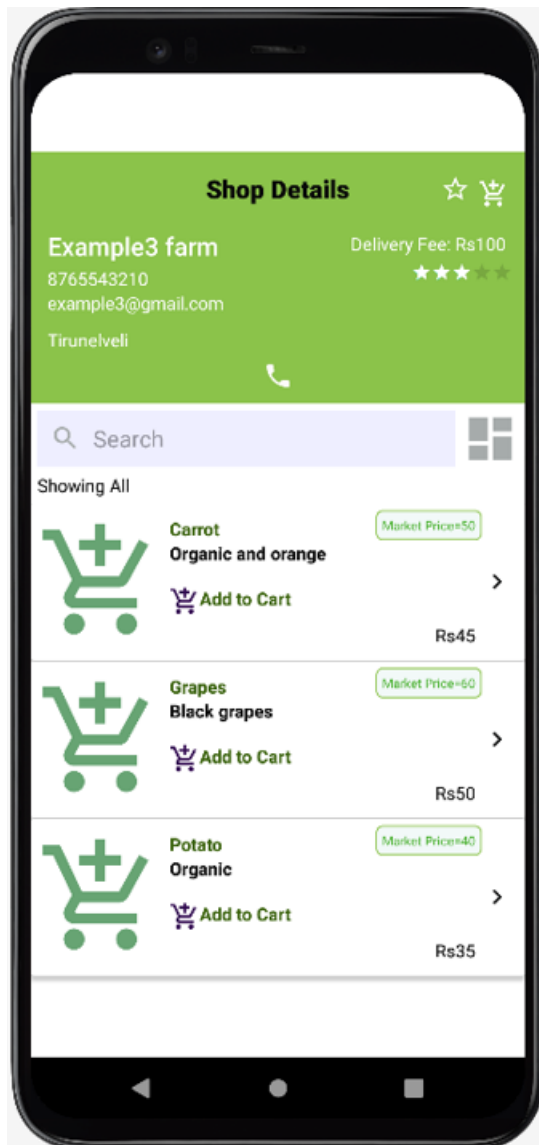 Shop Details
Example3 farm
Delivery Fee: Rs100
8765543210
example3@gmail.com
Tirunelveli
Search
Showing All
Carrot
Market Price=50
Organic and orange
Add to Cart
Rs45
Grapes
Market Price=60
Black grapes
Add to Cart
Rs50
Potato
Market Price=40
Organic
Add to Cart
Rs35